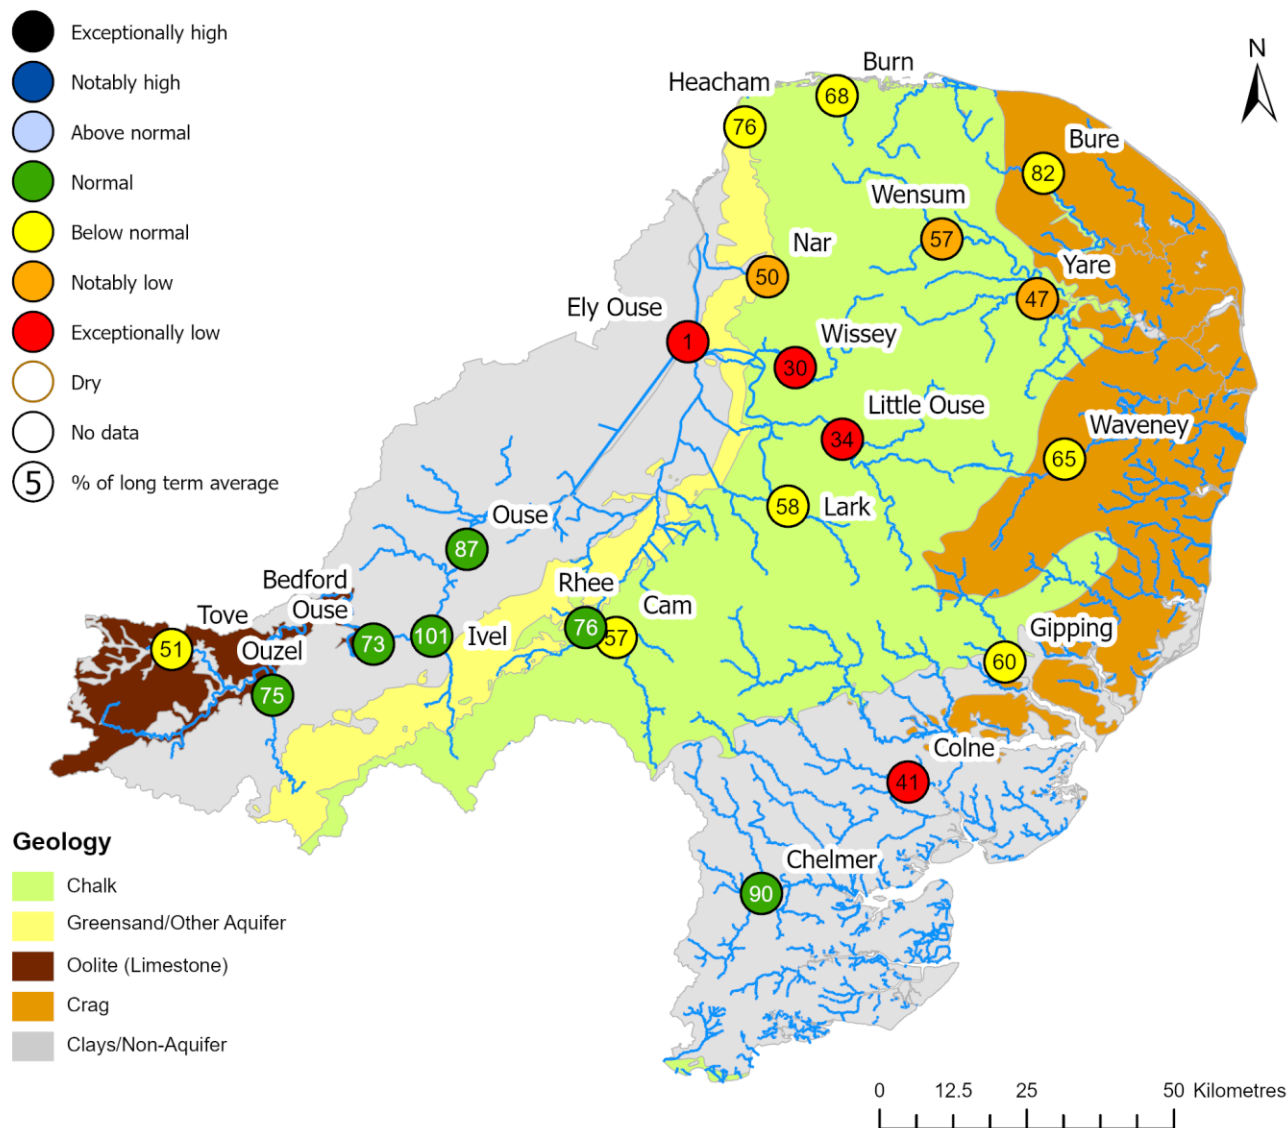 Exceptionally high
Notably high
Above normal
Normal
Below normal
Notably low
Exceptionally low
Dry
No data
5 % of long term average
N
Burn
68
Heacham
76
Bure
82
Wensum
57
Nar
50
Yare
47
Ely Ouse
1
Wissey
30
Little Ouse
34
Waveney
65
Lark
58
Ouse
87
Bedford
Ouse
73
Rhee
76
Cam
57
Tove
51
Ouzel
75
Ivel
101
Gipping
60
Colne
41
Chelmer
90
Geology
Chalk
Greensand/Other Aquifer
Oolite (Limestone)
Crag
Clays/Non-Aquifer
0 12.5 25 50 Kilometres